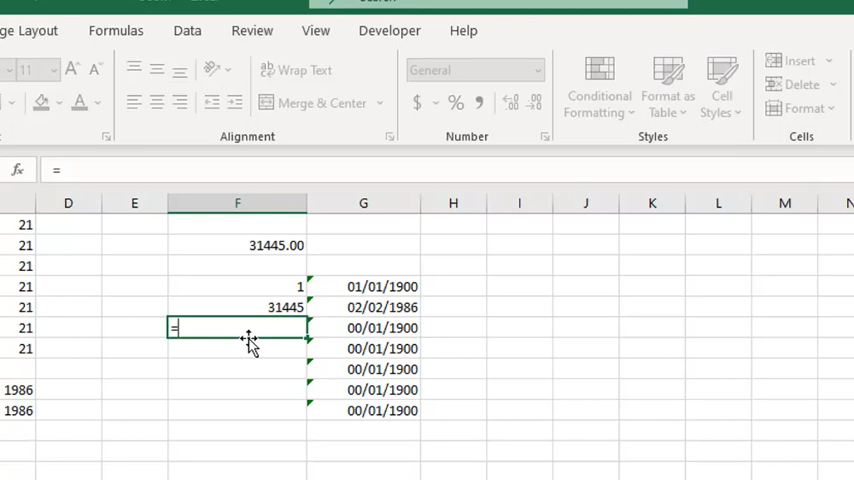 ge Layout Formulas Data Review View Developer Help
11 A A ab Wrap Text General Insert
A Merge & Center $ % Conditional Formatting Format as Table Cell Styles Delete
Format
Alignment Number Styles Cells
fx =
D E F G H I J K L M N
21
21 31445.00
21
21 1 01/01/1900
21 31445 02/02/1986
21 = 00/01/1900
21 00/01/1900
00/01/1900
1986 00/01/1900
1986 00/01/1900